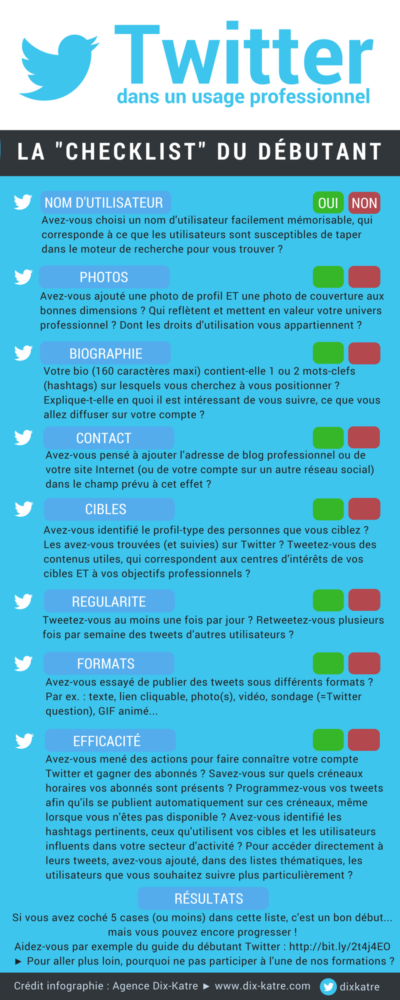 Twitter
dans un usage professionnel
LA "CHECKLIST" DU DÉBUTANT
NOM D'UTILISATEUR OUI NON
Avez-vous choisi un nom d'utilisateur facilement mémorisable, qui
corresponde à ce que les utilisateurs sont susceptibles de taper
dans le moteur de recherche pour vous trouver ?
PHOTOS
Avez-vous ajouté une photo de profil ET une photo de couverture aux
bonnes dimensions ? Qui reflètent et mettent en valeur votre univers
professionnel ? Dont les droits d'utilisation vous appartiennent ?
BIOGRAPHIE
Votre bio (160 caractères maxi) contient-elle 1 ou 2 mots-clefs
(hashtags) sur lesquels vous cherchez à vous positionner ?
Explique-t-elle en quoi il est intéressant de vous suivre, ce que vous
allez diffuser sur votre compte ?
CONTACT
Avez-vous pensé à ajouter l'adresse de blog professionnel ou de
votre site Internet (ou de votre compte sur un autre réseau social)
dans le champ prévu à cet effet ?
CIBLES
Avez-vous identifié le profil-type des personnes que vous ciblez ?
Les avez-vous trouvées (et suivies) sur Twitter ? Tweetez-vous des
contenus utiles, qui correspondent aux centres d'intérêts de vos
cibles ET à vos objectifs professionnels ?
REGULARITE
Tweetez-vous au moins une fois par jour ? Retweetez-vous plusieurs
fois par semaine des tweets d'autres utilisateurs ?
FORMATS
Avez-vous essayé de publier des tweets sous différents formats ?
Par ex. : texte, lien cliquable, photo(s), vidéo, sondage (=Twitter
question), GIF animé...
EFFICACITÉ
Avez-vous mené des actions pour faire connaître votre compte
Twitter et gagner des abonnés ? Savez-vous sur quels créneaux
horaires vos abonnés sont présents ? Programmez-vous vos tweets
afin qu'ils se publient automatiquement sur ces créneaux, même
lorsque vous n'êtes pas disponible ? Avez-vous identifié les
hashtags pertinents, ceux qu'utilisent vos cibles et les utilisateurs
influents dans votre secteur d'activité ? Pour accéder directement à
leurs tweets, avez-vous ajouté, dans des listes thématiques, les
utilisateurs que vous souhaitez suivre plus particulièrement ?
RÉSULTATS
Si vous avez coché 5 cases (ou moins) dans cette liste, c'est un bon début...
mais vous pouvez encore progresser !
Aidez-vous par exemple du guide du débutant Twitter : http://bit.ly/2t4j4EO
► Pour aller plus loin, pourquoi ne pas participer à l'une de nos formations ?
Crédit infographie : Agence Dix-Katre ► www.dix-katre.com dixkatre